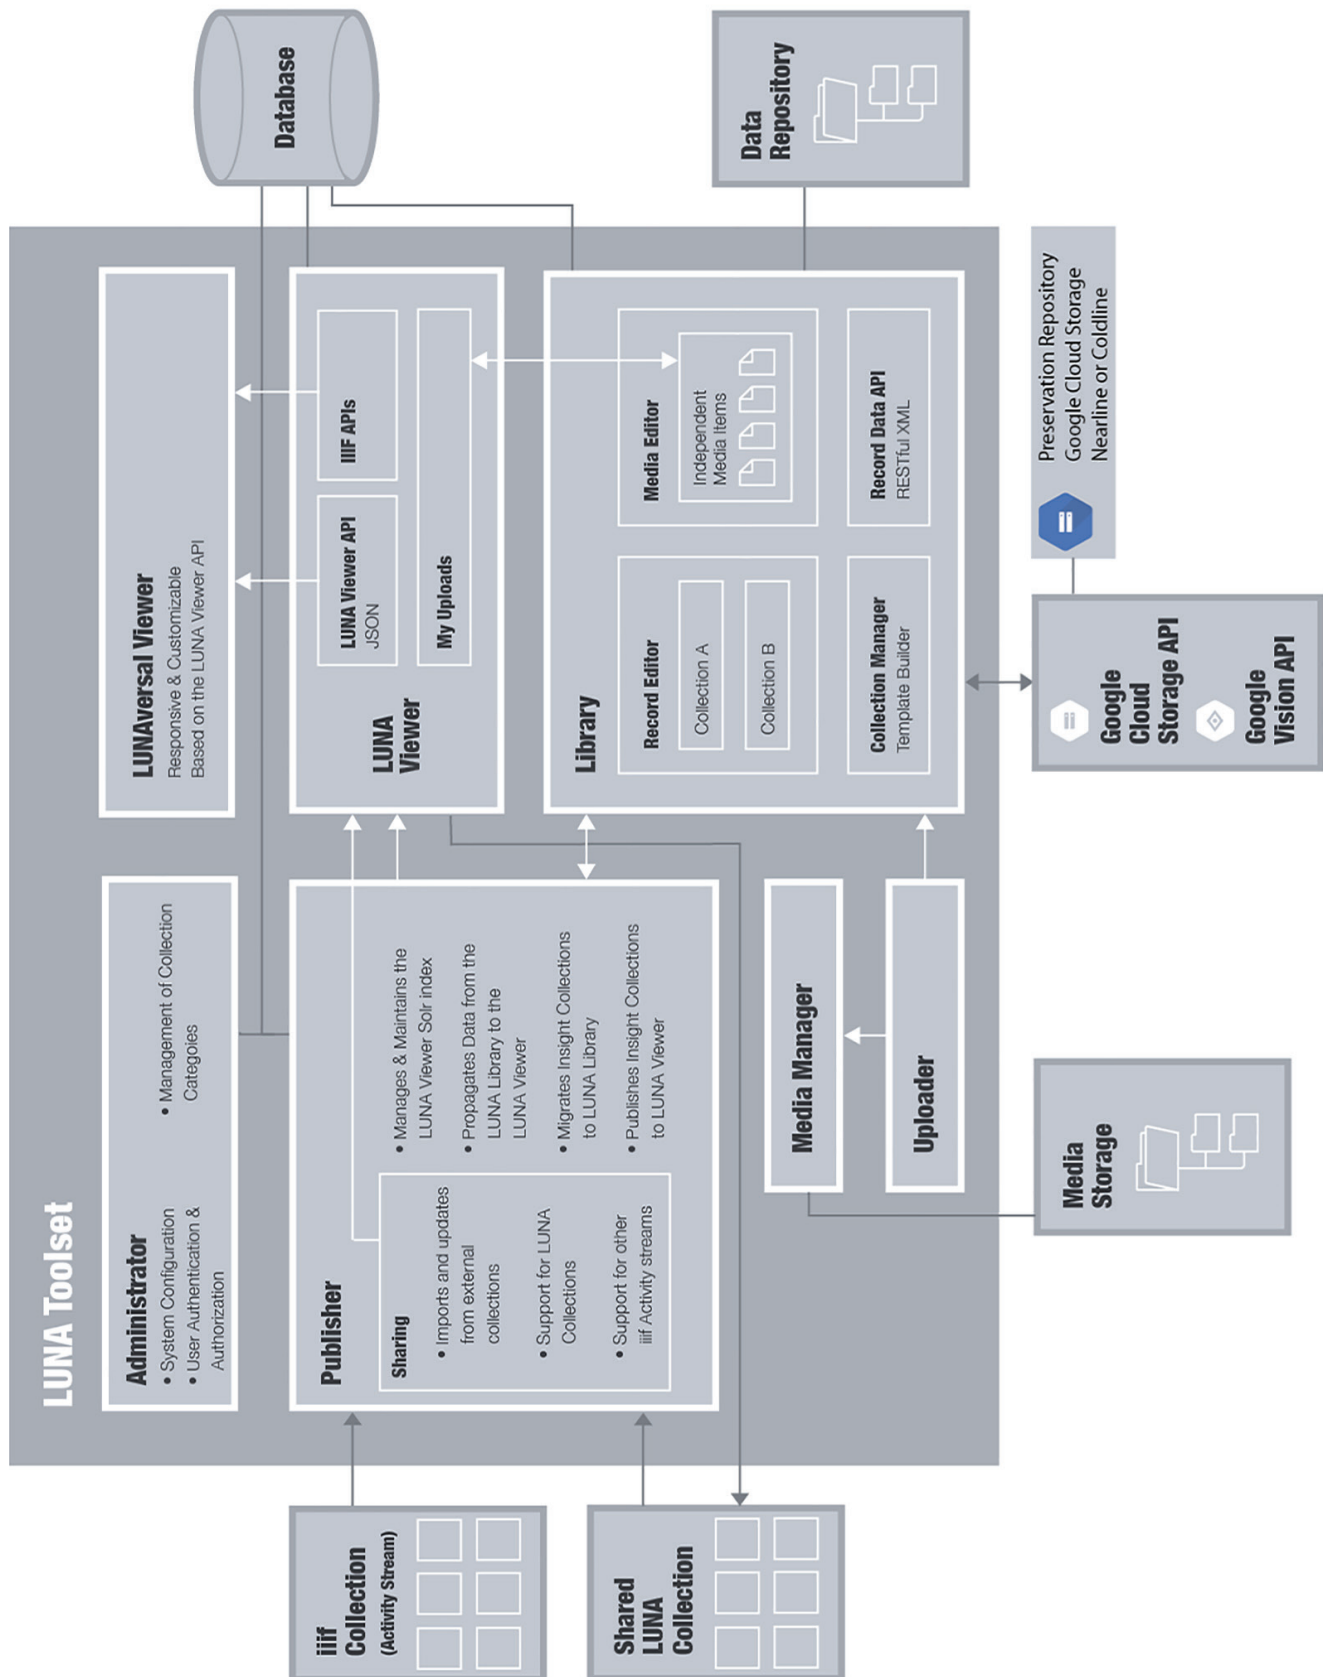 LUNA Toolset
iiif
Collection
(Activity Stream)
Shared
LUNA
Collection
Administrator
• System Configuration
• User Authentication &
Authorization
• Management of Collection
Categoies
Publisher
Sharing
• Imports and updates
from external
collections
• Support for LUNA
Collections
• Support for other
iiif Activity streams
• Manages & Maintains the
LUNA Viewer Solr index
• Propagates Data from the
LUNA Library to the
LUNA Viewer
• Migrates Insight Collections
to LUNA Library
• Publishes Insight Collections
to LUNA Viewer
Media Manager
Uploader
Media
Storage
LUNAversal Viewer
Responsive & Customizable
Based on the LUNA Viewer API
LUNA
Viewer
LUNA Viewer API
JSON
IIIF APIs
My Uploads
Library
Record Editor
Collection A
Collection B
Media Editor
Independent
Media Items
Collection Manager
Template Builder
Record Data API
RESTful XML
Google
Cloud
Storage API
Google
Vision API
Preservation Repository
Google Cloud Storage
Nearline or Coldline
Database
Data
Repository